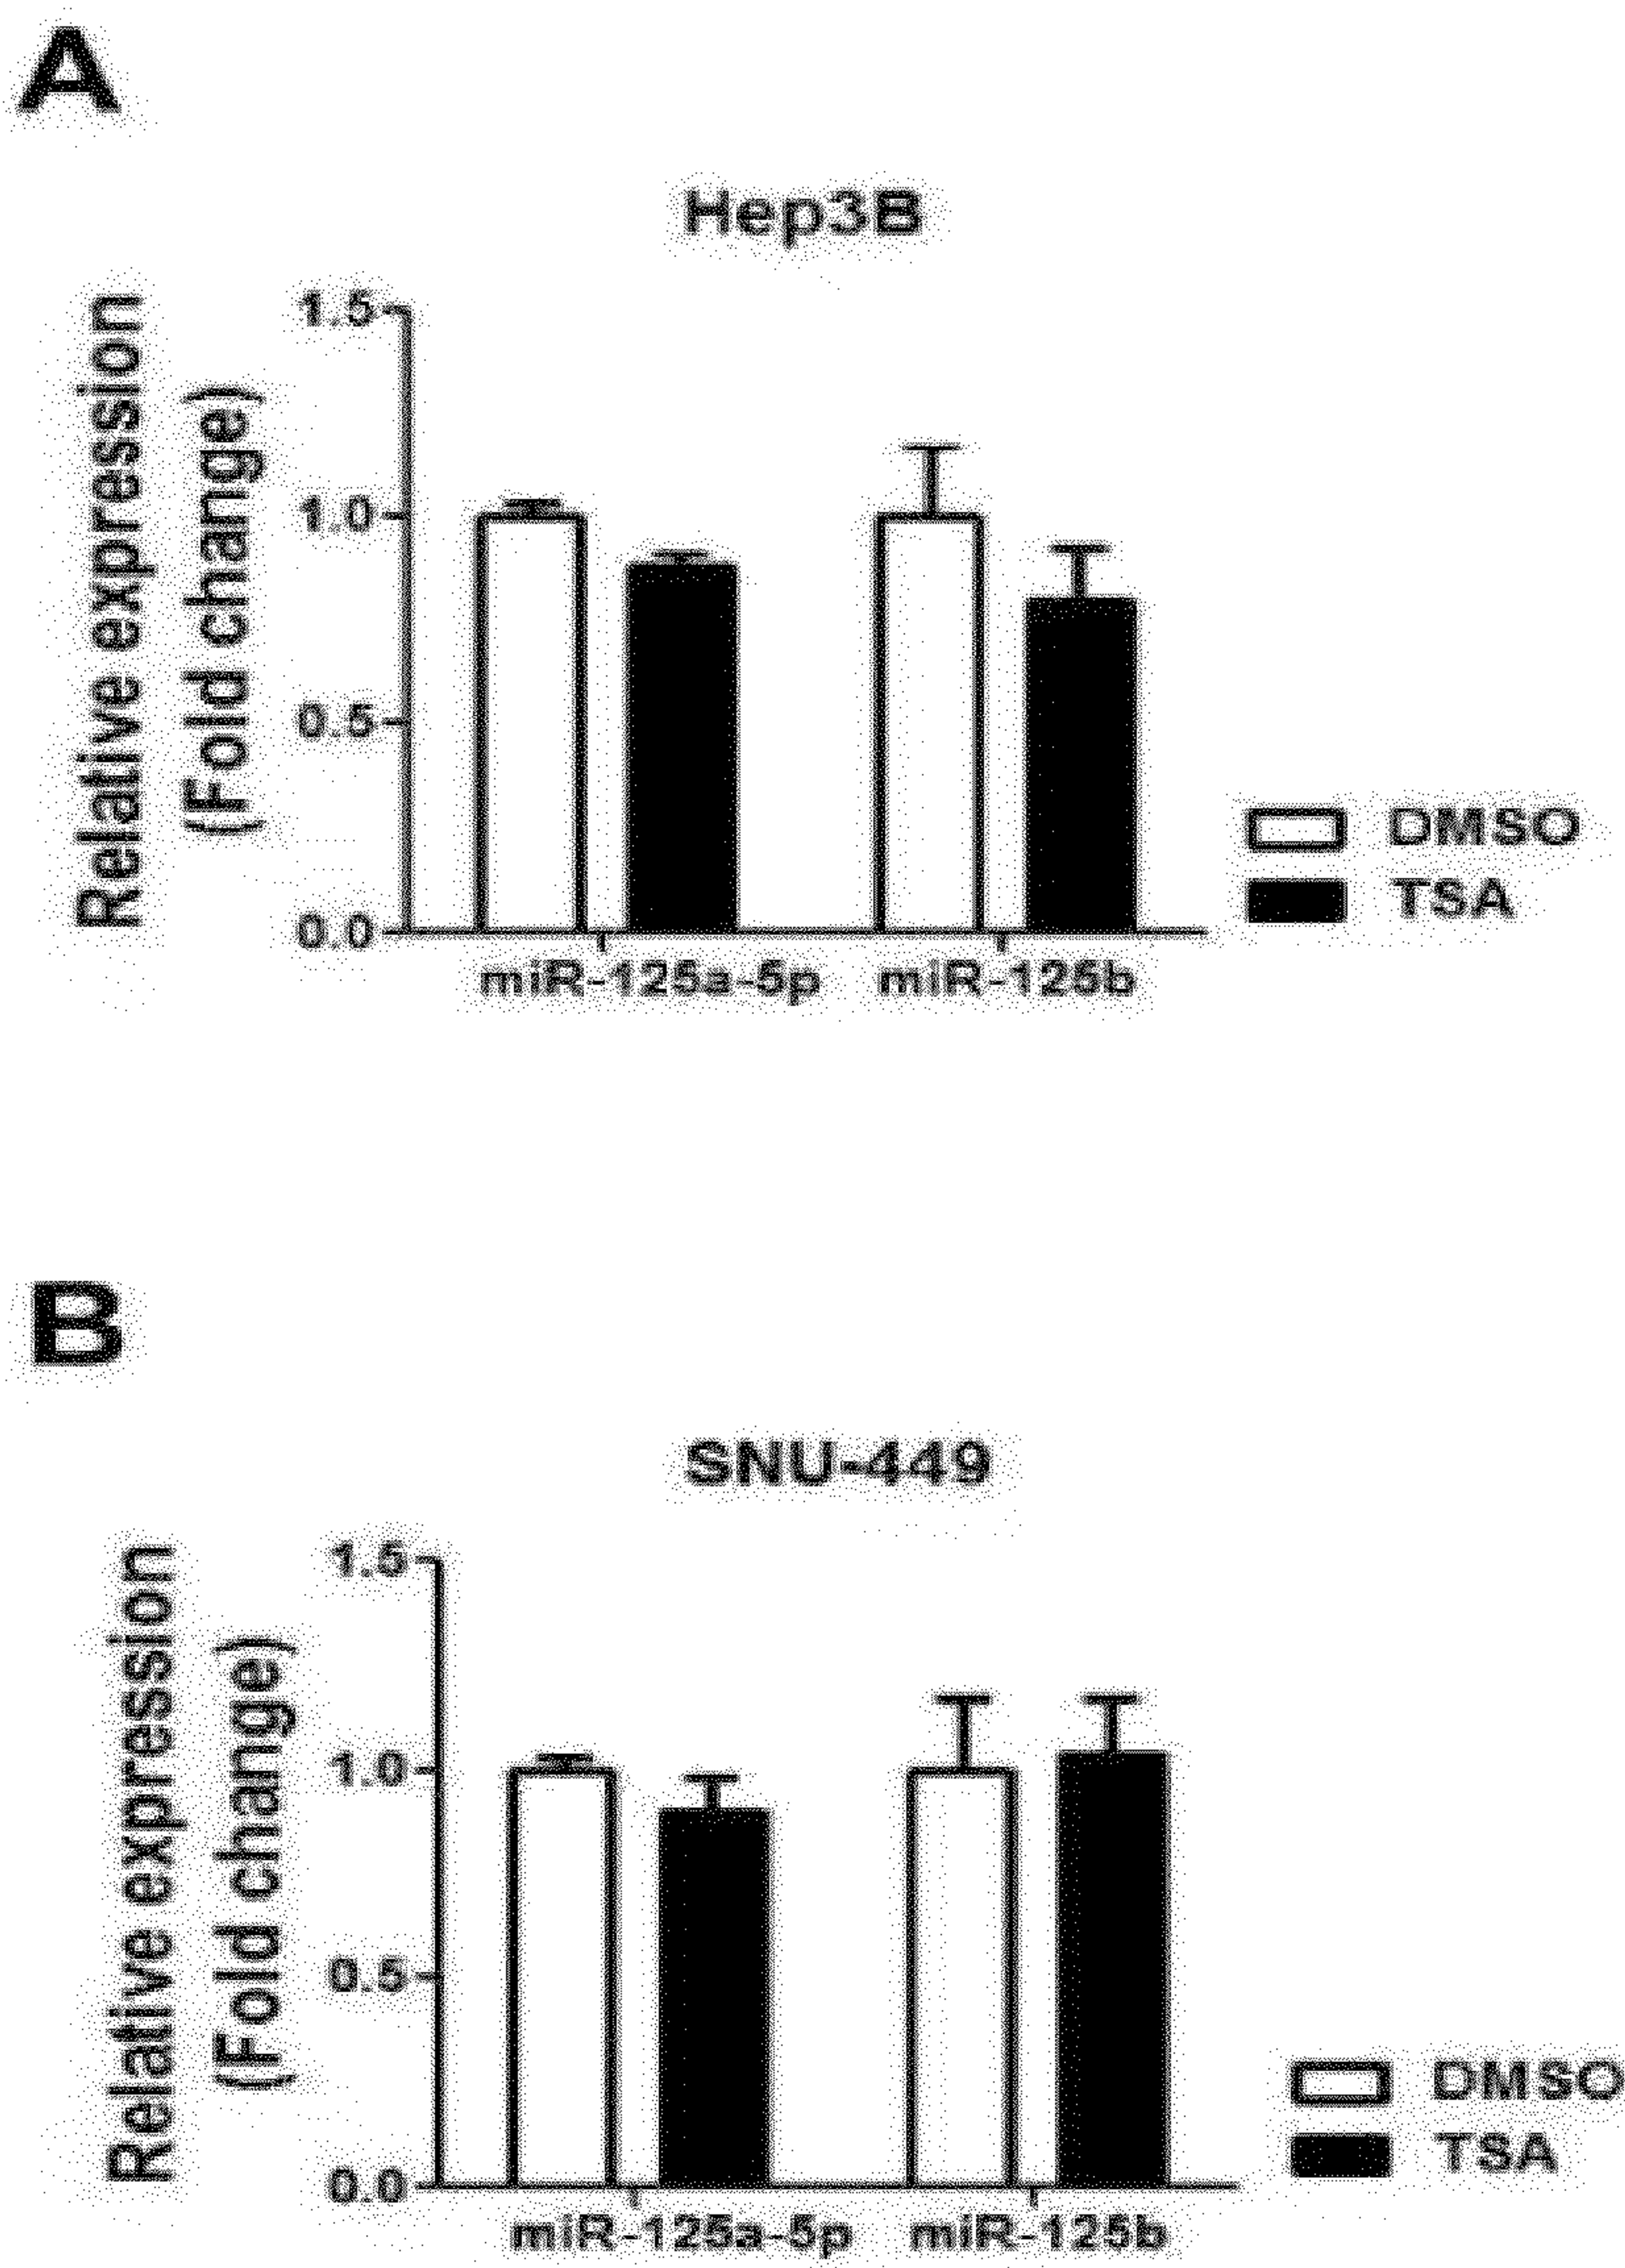 A
Hep3B
Relative expression
(Fold change)
1.5
1.0
0.5
0.0
miR-125a-5p
miR-125b
DMSO
TSA
B
SNU-449
Relative expression
(Fold change)
1.5
1.0
0.5
0.0
miR-125a-5p
miR-125b
DMSO
TSA